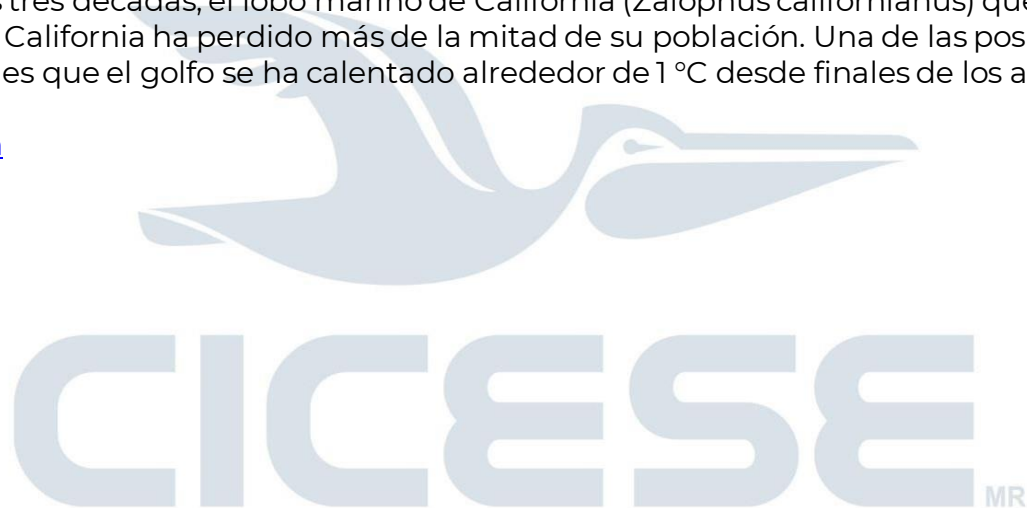 s tres décadas, el lobo marino de California (Zalophus californianus) que
California ha perdido más de la mitad de su población. Una de las pos
es que el golfo se ha calentado alrededor de 1 °C desde finales de los a
CICESE
MR